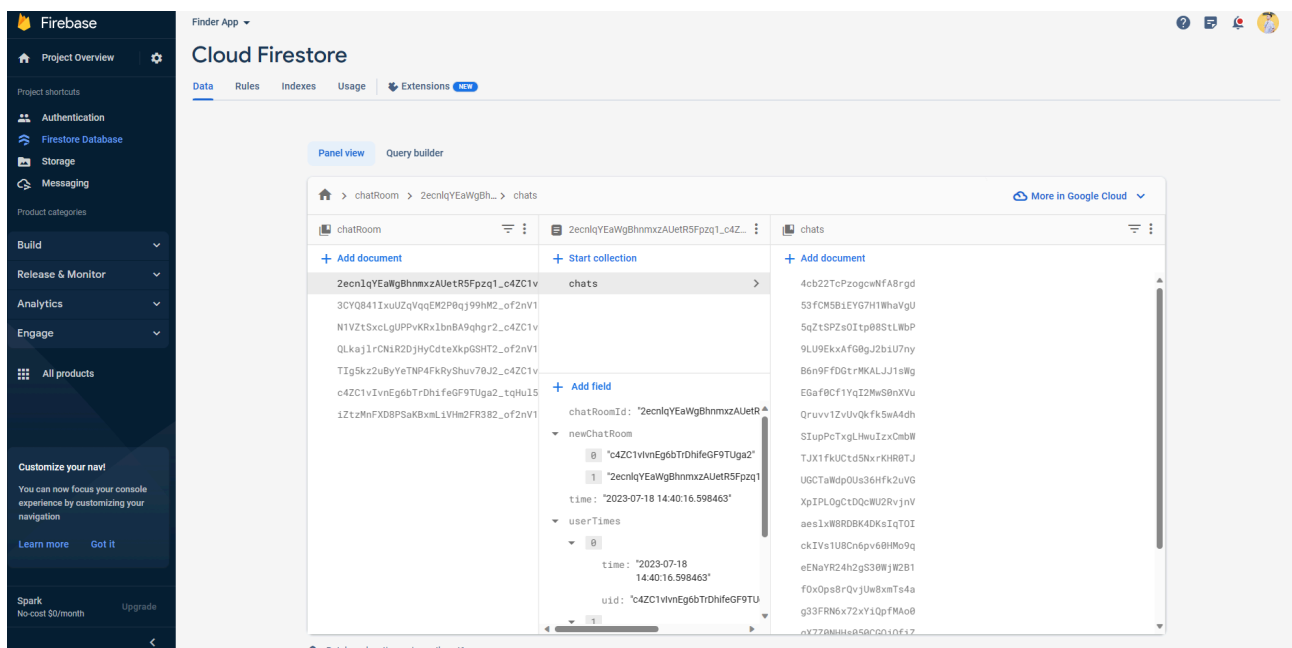 Firebase
Project Overview
Project shortcuts
Authentication
Firestore Database
Storage
Messaging
Product categories
Build
Release & Monitor
Analytics
Engage
All products
Customize your nav!
You can now focus your console
experience by customizing your
navigation
Learn more Got it
Spark
No-cost $0/month
Upgrade
Finder App
Cloud Firestore
Data Rules Indexes Usage Extensions NEW
Panel view Query builder
chatRoom > 2ecnlqYEaWgBh... > chats
More in Google Cloud
chatRoom
Add document
2ecnlqYEaWgBhnmxzAUetR5Fpzq1_c4ZC1v
3CYQ841IxuUZqVqqEM2P0qj99hM2_of2nV1
N1VZtSxcLgUPPvKRxlbnBA9qhgr2_c4ZC1v
QLkajlrCNiR2DjHyCdteXkpGSHT2_of2nV1
TIg5kz2uByYeTNP4FkRyShuv70J2_c4ZC1v
c4ZC1vIvnEg6bTrDhifeGF9TUga2_tqHul5
iZtzMnFXD8PSaKBxmLiVHm2FR382_of2nV1
2ecnlqYEaWgBhnmxzAUetR5Fpzq1_c4Z...
Start collection
chats
Add field
chatRoomId: "2ecnlqYEaWgBhnmxzAUetR
newChatRoom
0 "c4ZC1vIvnEg6bTrDhifeGF9TUga2"
1 "2ecnlqYEaWgBhnmxzAUetR5Fpzq1
time: "2023-07-18 14:40:16.598463"
userTimes
0
time: "2023-07-18
14:40:16.598463"
uid: "c4ZC1vIvnEg6bTrDhifeGF9TU
1
chats
Add document
4cb22TcPzogcwNfA8rgd
53fCM5BiEYG7H1WhaVgU
5qZtSPZsOItp08StLWbP
9LU9EkxAfG0gJ2biU7ny
B6n9FfDGtrMKALJJ1sWg
EGaf0Cf1YqI2MwS0nXVu
Qruvv1ZvUvQkfk5wA4dh
SIupPcTxgLHwuIzxCmbW
TJX1fkUCtd5NxrKHR0TJ
UGCTaWdpOUs36Hfk2uVG
XpIPLOgCtDQcWU2RvjnV
aeslxW8RDBK4DKsIqTOI
ckIVs1U8Cn6pv60HMo9q
eENaYR24h2gS30WjW2B1
fOxOps8rQvjUw8xmTs4a
g33FRN6x72xYiQpfMAo0